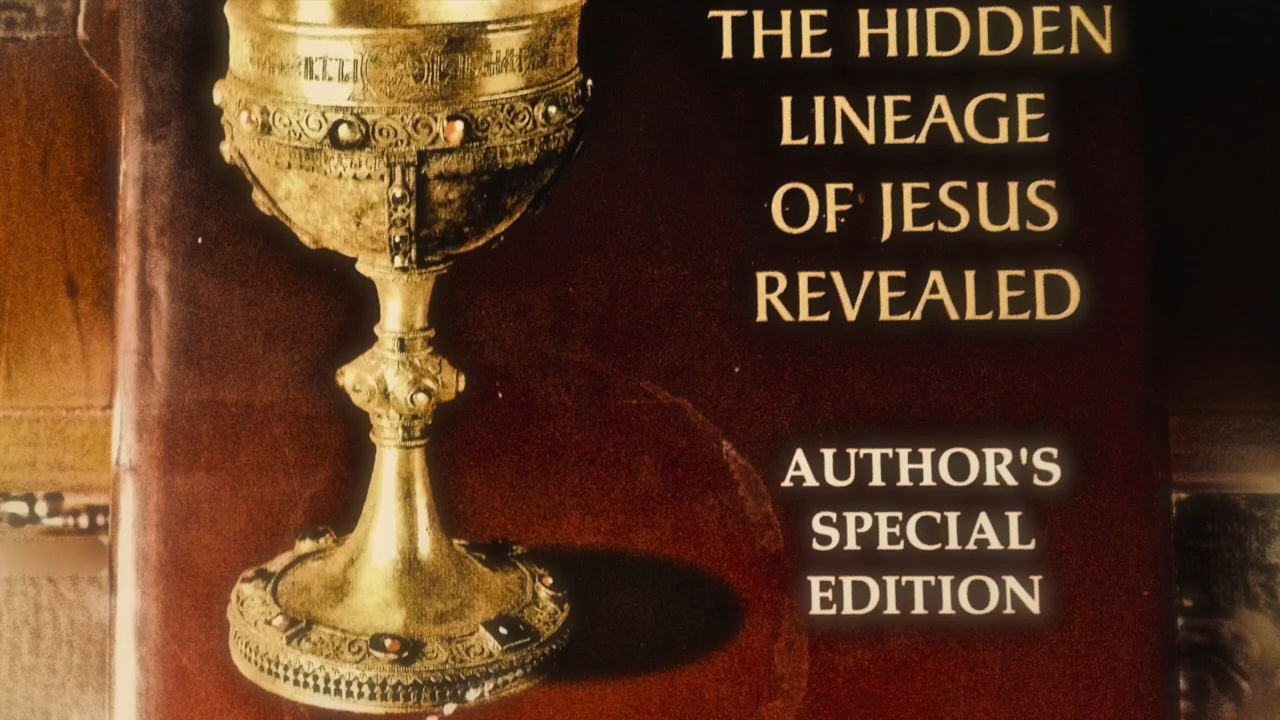 THE HIDDEN
LINEAGE
OF JESUS
REVEALED
AUTHOR'S
SPECIAL
EDITION